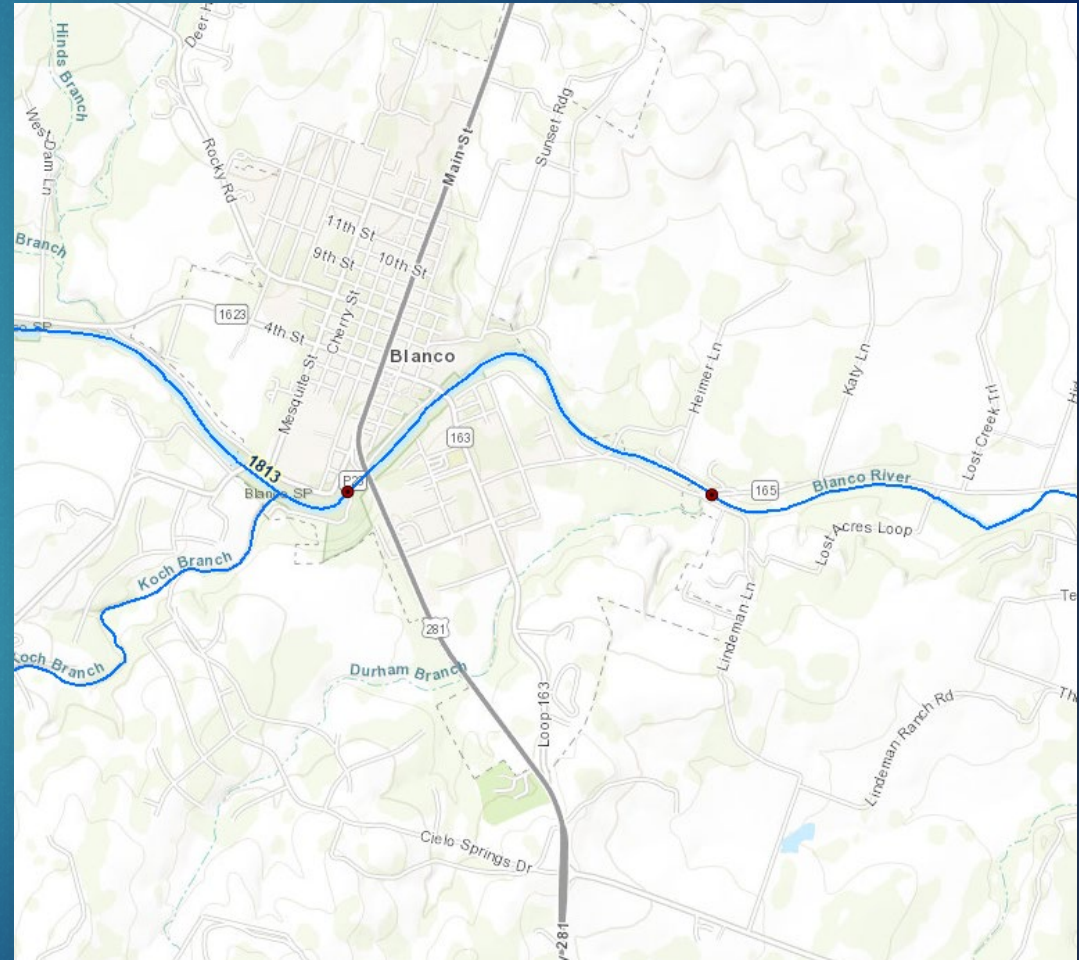 Hinds Branch
Deer H
West Dam Ln
Rocky Rd
Main St
Sunset Rdg
11th St
10th St
9th St
Branch
1623
4th St
Cherry St
Mesquite St
Blanco
Heimer Ln
Katy Ln
Lost Creek Trl
163
1813
Blanco SP
165
Blanco River
Lost Acres Loop
Koch Branch
Koch Branch
281
Durham Branch
Loop 163
Lindeman Ln
Lindeman Ranch Rd
Te
Th
Cielo Springs Dr
281